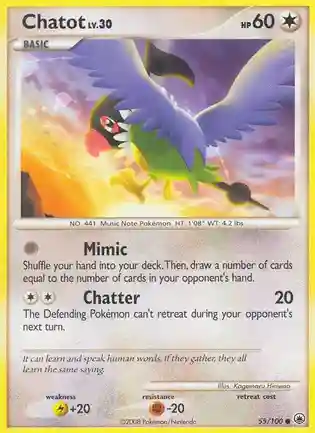 Chatot LV.30 HP 60
BASIC
NO. 441 Music Note Pokémon HT: 1'08" WT: 4.2 lbs
Mimic
Shuffle your hand into your deck. Then, draw a number of cards
equal to the number of cards in your opponent's hand.
Chatter 20
The Defending Pokémon can't retreat during your opponent's
next turn.
It can learn and speak human words. If they gather, they all
learn the same saying.
Illus. Kagemaru Himeno
weakness resistance retreat cost
+20 -20
©2008 Pokémon/Nintendo
55/100